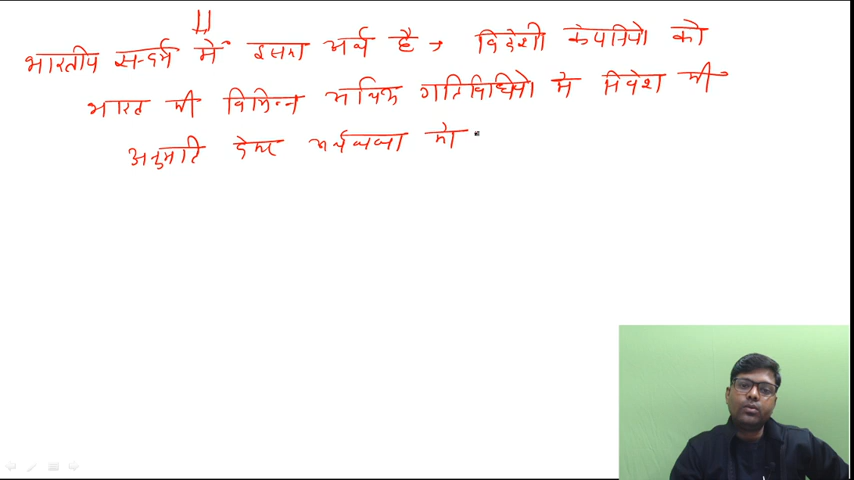 भारतीय सन्दर्भ में इसका अर्थ है → विदेशी कंपनियों को
भारत की विभिन्न आर्थिक गतिविधियों में निवेश की
अनुमति देकर अर्थव्यवस्था को